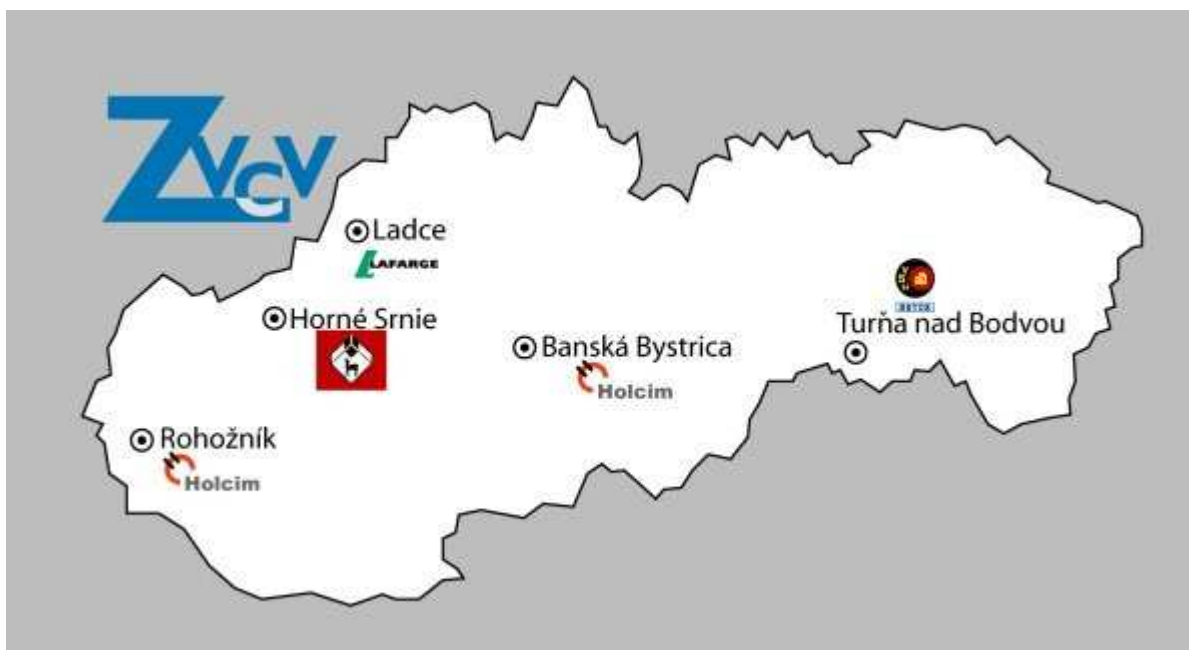 ZVCV
Ladce
LAFARGE
Horné Srnie
Banská Bystrica
Holcim
Turňa nad Bodvou
Rohožník
Holcim